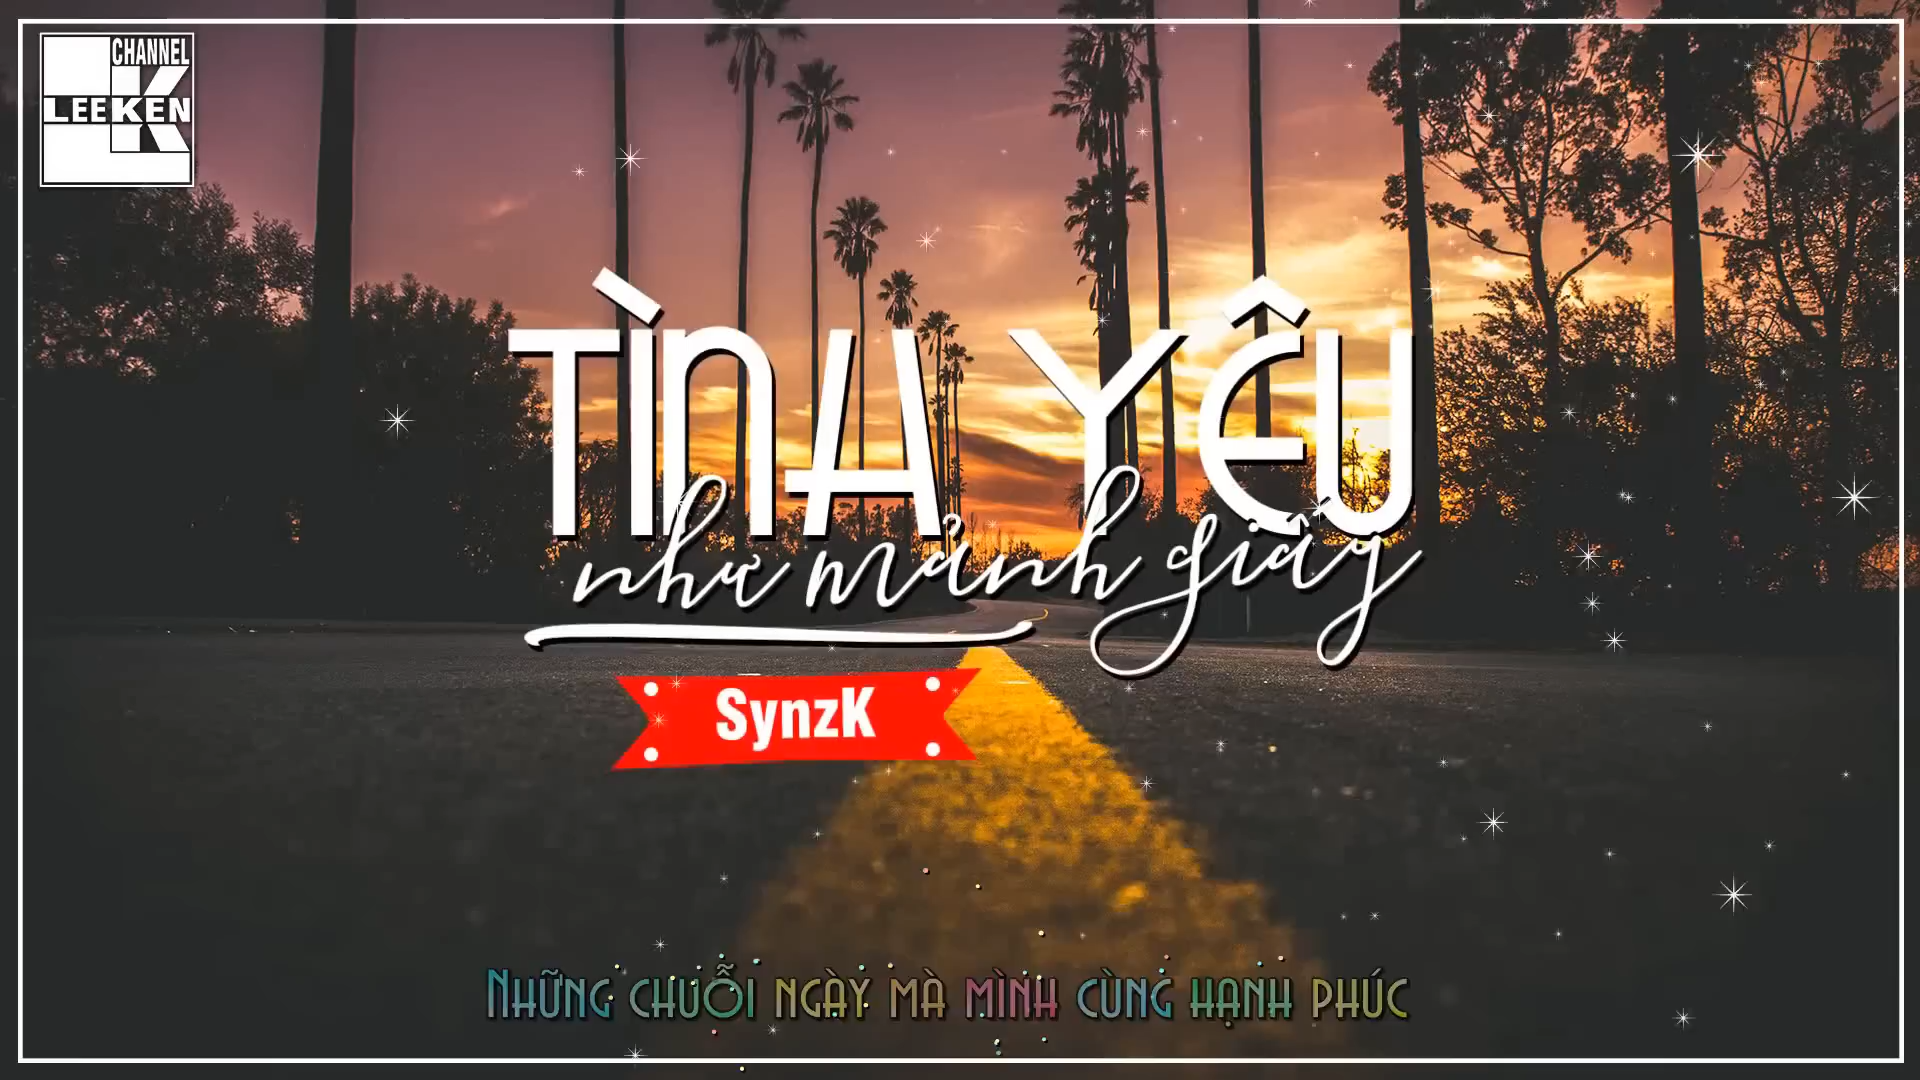 CHANNEL
LEEKEN
K
TÌNH YÊU
như mảnh giấy
SynzK
Những chuỗi ngày mà mình cùng hạnh phúc